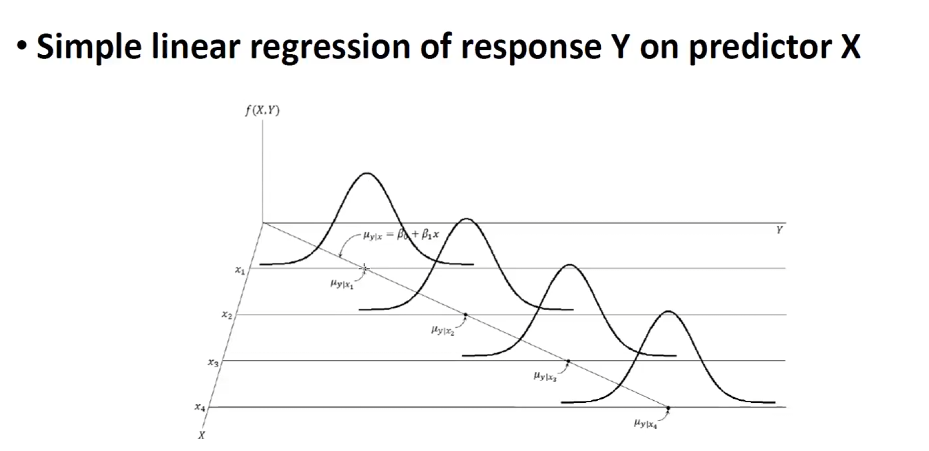 • Simple linear regression of response Y on predictor X
f(X.Y)
Y
μy|x = β0 + β1x
x1
μy|x1
x2
μy|x2
x3
μy|x3
x4
μy|x4
X